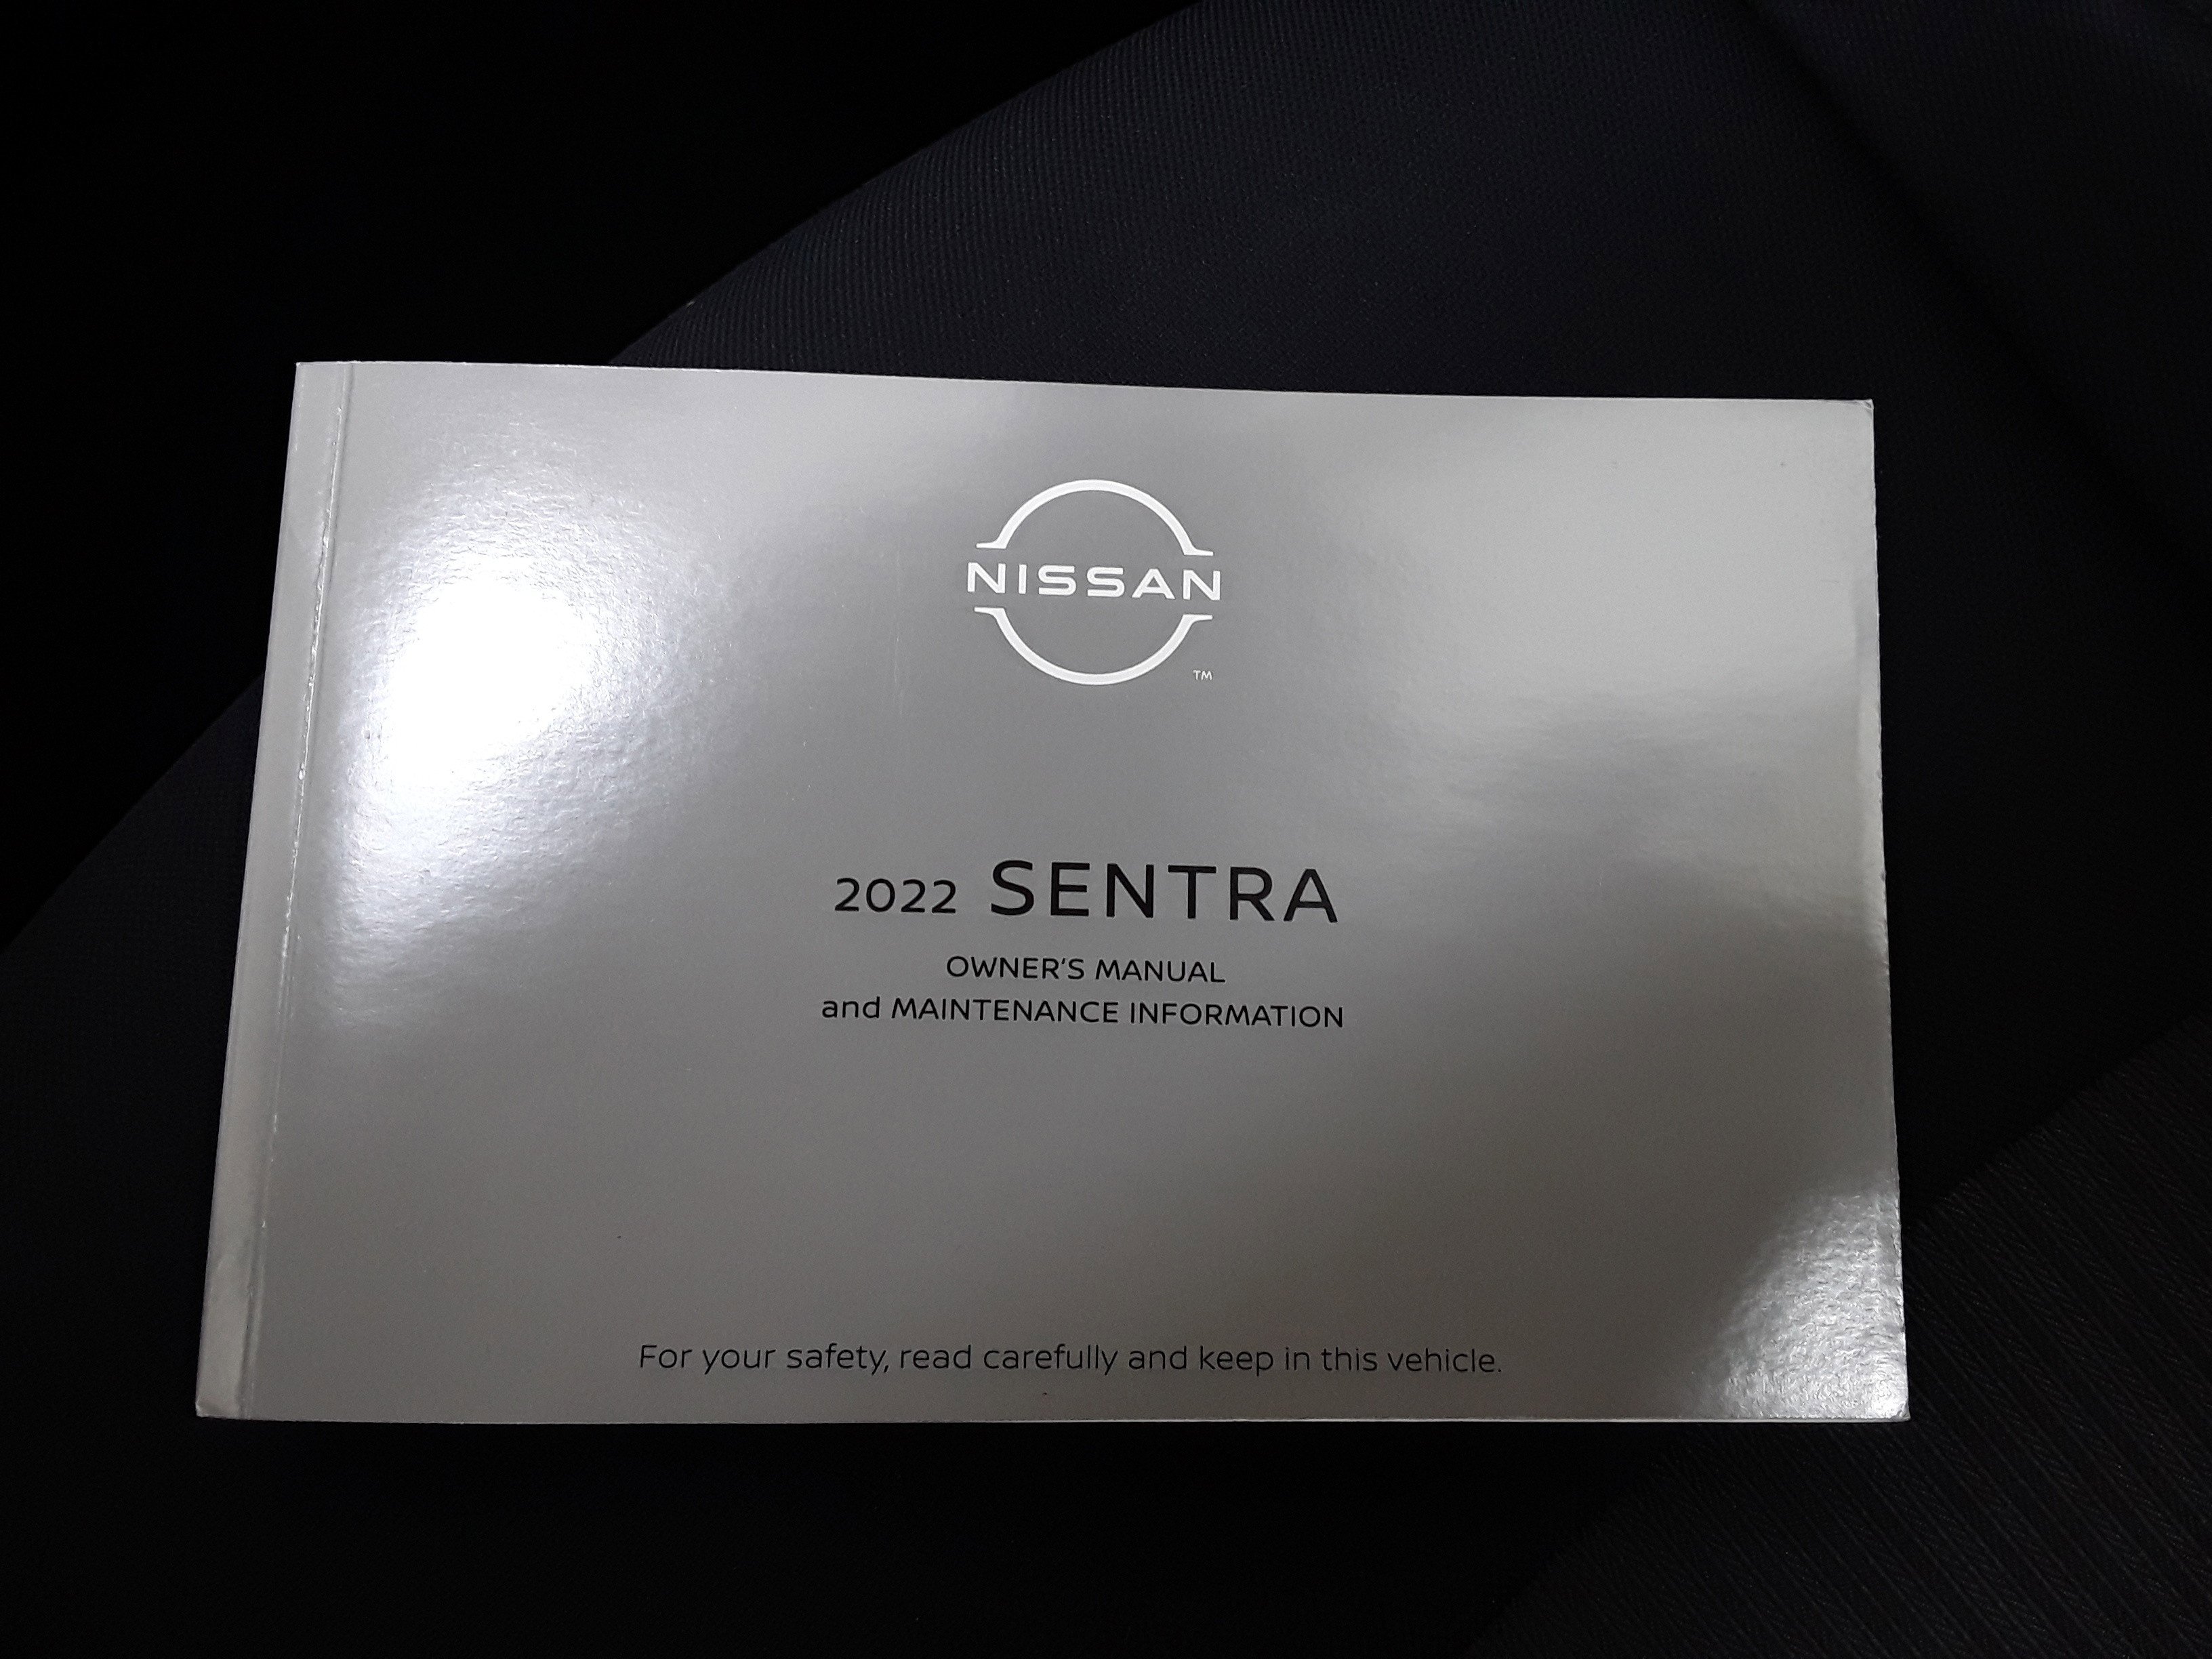 NISSAN
TM
2022 SENTRA
OWNER'S MANUAL
and MAINTENANCE INFORMATION
For your safety, read carefully and keep in this vehicle.